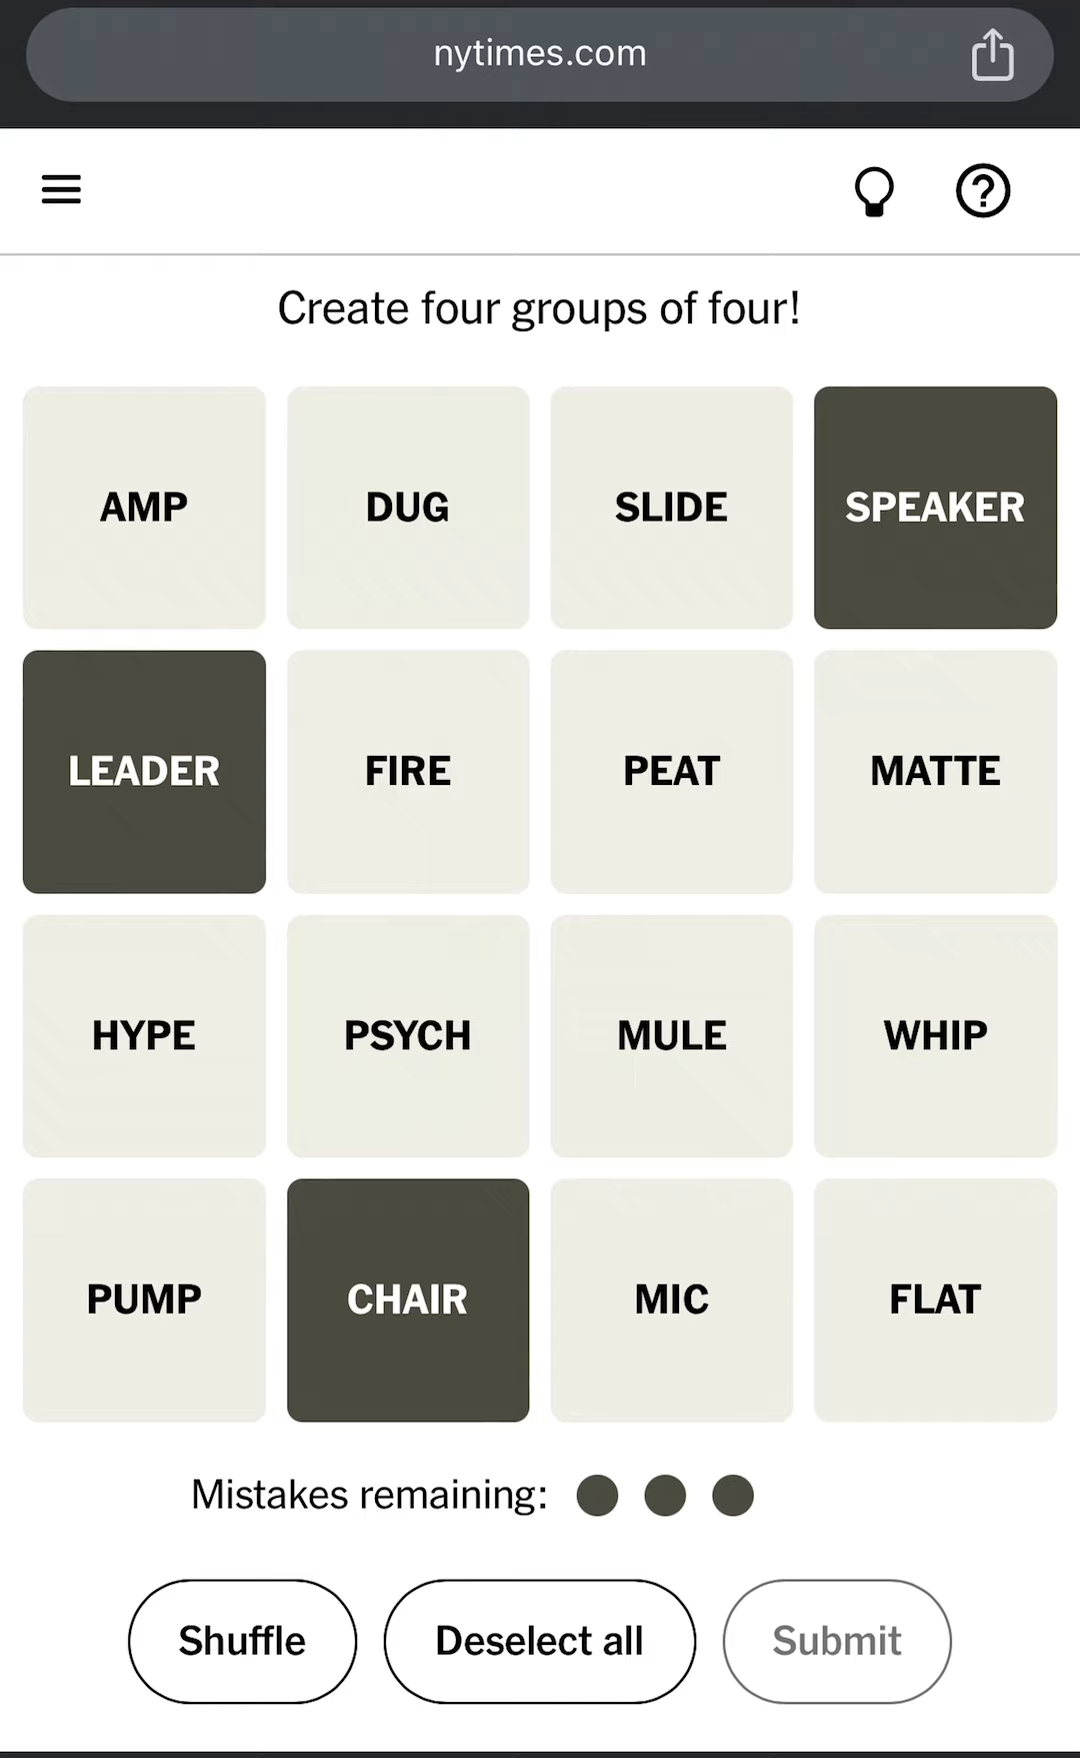 nytimes.com
Create four groups of four!
AMP DUG SLIDE SPEAKER
LEADER FIRE PEAT MATTE
HYPE PSYCH MULE WHIP
PUMP CHAIR MIC FLAT
Mistakes remaining:
Shuffle Deselect all Submit